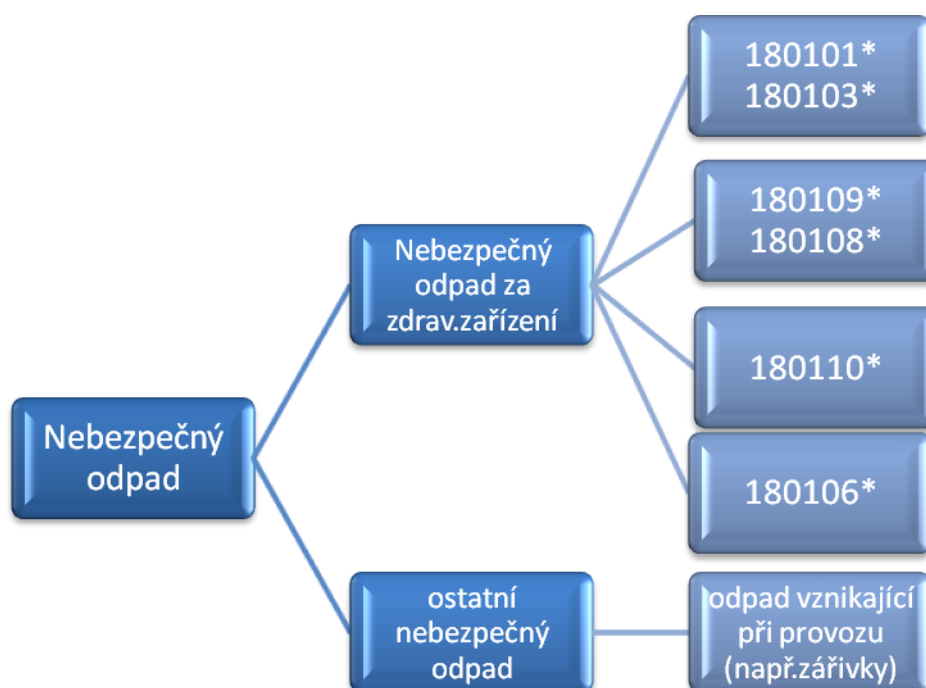 Nebezpečný
odpad
Nebezpečný
odpad za
zdrav.zařízení
180101*
180103*
180109*
180108*
180110*
180106*
ostatní
nebezpečný
odpad
odpad vznikající
při provozu
(např.zářivky)